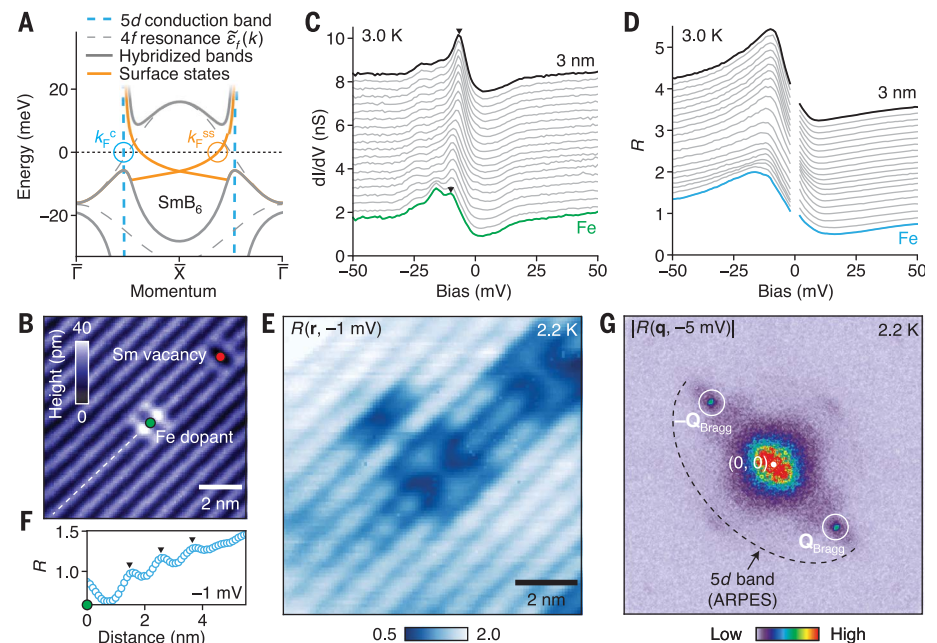 A
5d conduction band
4f resonance ε̃f(k)
Hybridized bands
Surface states
Energy (meV)
20
0
−20
kFc
kFss
SmB6
Γ̄
X̄
Γ̄
Momentum
C
3.0 K
3 nm
dI/dV (nS)
10
8
6
4
2
0
Fe
−50
−25
0
25
50
Bias (mV)
D
3.0 K
3 nm
R
5
4
3
2
1
0
Fe
−50
−25
0
25
50
Bias (mV)
B
Height (pm)
40
0
Sm vacancy
Fe dopant
2 nm
E
R(r, −1 mV)
2.2 K
2 nm
0.5
2.0
F
R
1.5
1.0
−1 mV
0
2
4
Distance (nm)
G
|R(q, −5 mV)|
2.2 K
−QBragg
(0, 0)
QBragg
5d band
(ARPES)
Low
High